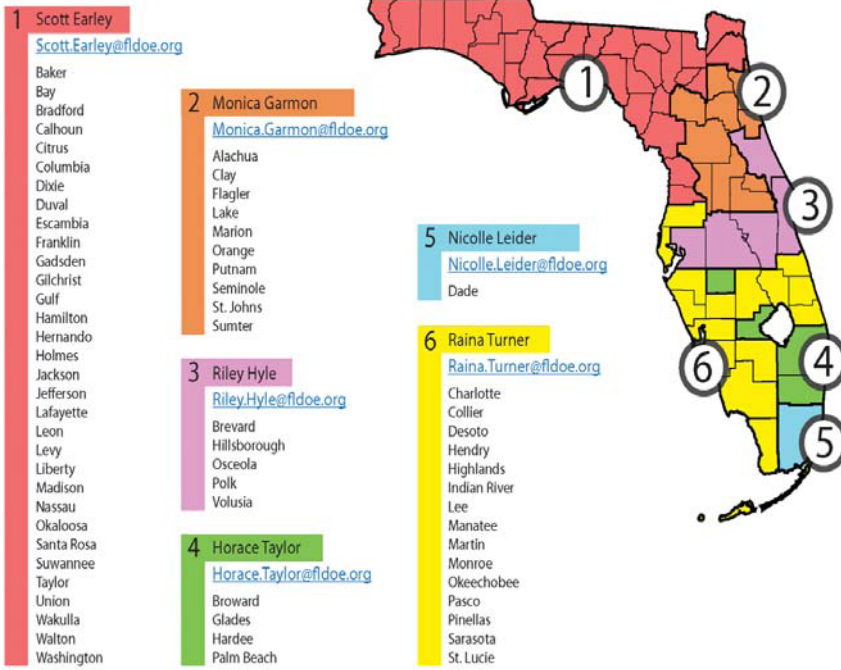 1 Scott Earley
Scott.Earley@fldoe.org
Baker
Bay
Bradford
Calhoun
Citrus
Columbia
Dixie
Duval
Escambia
Franklin
Gadsden
Gilchrist
Gulf
Hamilton
Hernando
Holmes
Jackson
Jefferson
Lafayette
Leon
Levy
Liberty
Madison
Nassau
Okaloosa
Santa Rosa
Suwannee
Taylor
Union
Wakulla
Walton
Washington
2 Monica Garmon
Monica.Garmon@fldoe.org
Alachua
Clay
Flagler
Lake
Marion
Orange
Putnam
Seminole
St. Johns
Sumter
3 Riley Hyle
Riley.Hyle@fldoe.org
Brevard
Hillsborough
Osceola
Polk
Volusia
4 Horace Taylor
Horace.Taylor@fldoe.org
Broward
Glades
Hardee
Palm Beach
5 Nicolle Leider
Nicolle.Leider@fldoe.org
Dade
6 Raina Turner
Raina.Turner@fldoe.org
Charlotte
Collier
Desoto
Hendry
Highlands
Indian River
Lee
Manatee
Martin
Monroe
Okeechobee
Pasco
Pinellas
Sarasota
St. Lucie
1
2
3
4
5
6